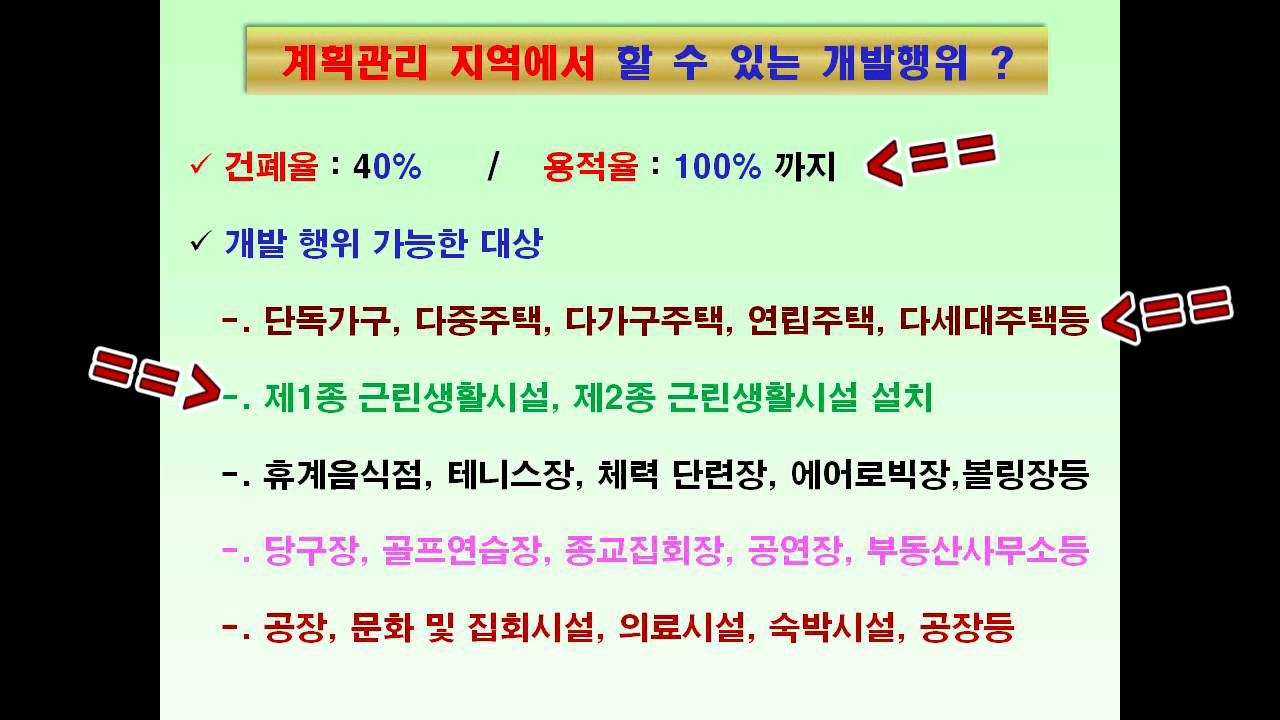 계획관리 지역에서 할 수 있는 개발행위 ?
✓ 건폐율 : 40% / 용적율 : 100% 까지 <==
✓ 개발 행위 가능한 대상
-. 단독가구, 다중주택, 다가구주택, 연립주택, 다세대주택등 <==
==> -. 제1종 근린생활시설, 제2종 근린생활시설 설치
-. 휴계음식점, 테니스장, 체력 단련장, 에어로빅장,볼링장등
-. 당구장, 골프연습장, 종교집회장, 공연장, 부동산사무소등
-. 공장, 문화 및 집회시설, 의료시설, 숙박시설, 공장등